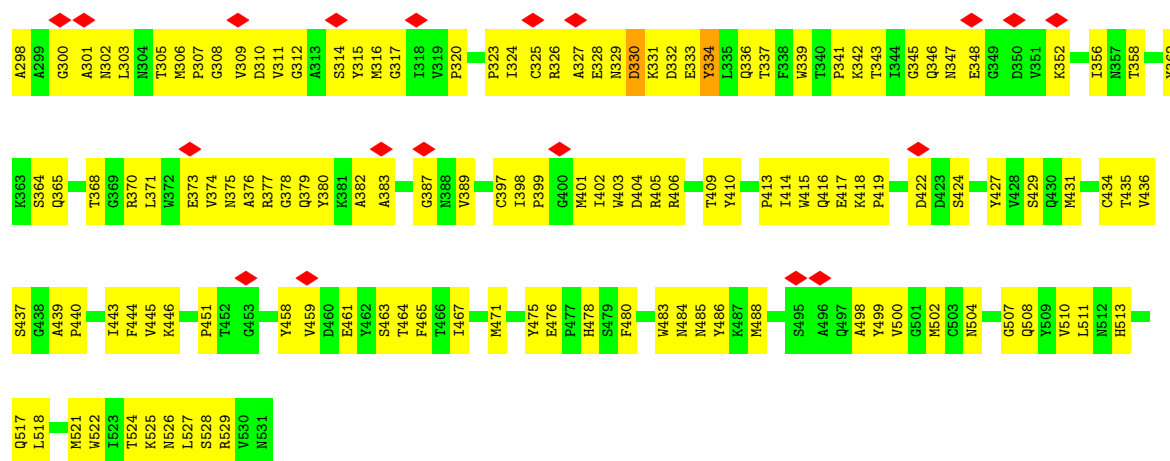 A298 A299 G300 A301 N302 L303 N304 T305 M306 P307 G308 V309 D310 V311 G312 A313 S314 Y315 M316 G317 I318 V319 P320 P323 I324 C325 R326 A327 E328 N329 D330 K331 D332 E333 Y334 L335 Q336 T337 F338 W339 T340 P341 K342 T343 I344 G345 Q346 N347 E348 G349 D350 V351 K352 I356 N357 T358
K363 S364 Q365 T368 G369 R370 L371 W372 E373 V374 N375 A376 R377 G378 Q379 Y380 K381 A382 A383 G387 N388 V389 C397 I398 P399 G400 M401 I402 W403 D404 R405 R406 T409 Y410 P413 I414 W415 Q416 E417 K418 P419 D422 D423 S424 Y427 V428 S429 Q430 M431 C434 T435 V436
S437 G438 A439 P440 I443 F444 V445 K446 P451 T452 G453 Y458 V459 D460 E461 Y462 S463 T464 F465 T466 I467 M471 Y475 E476 P477 H478 S479 F480 W483 N484 N485 Y486 K487 M488 S495 A496 Q497 A498 Y499 V500 G501 M502 C503 N504 G507 Q508 Y509 V510 L511 N512 H513
Q517 L518 M521 W522 I523 T524 K525 N526 L527 S528 R529 V530 N531